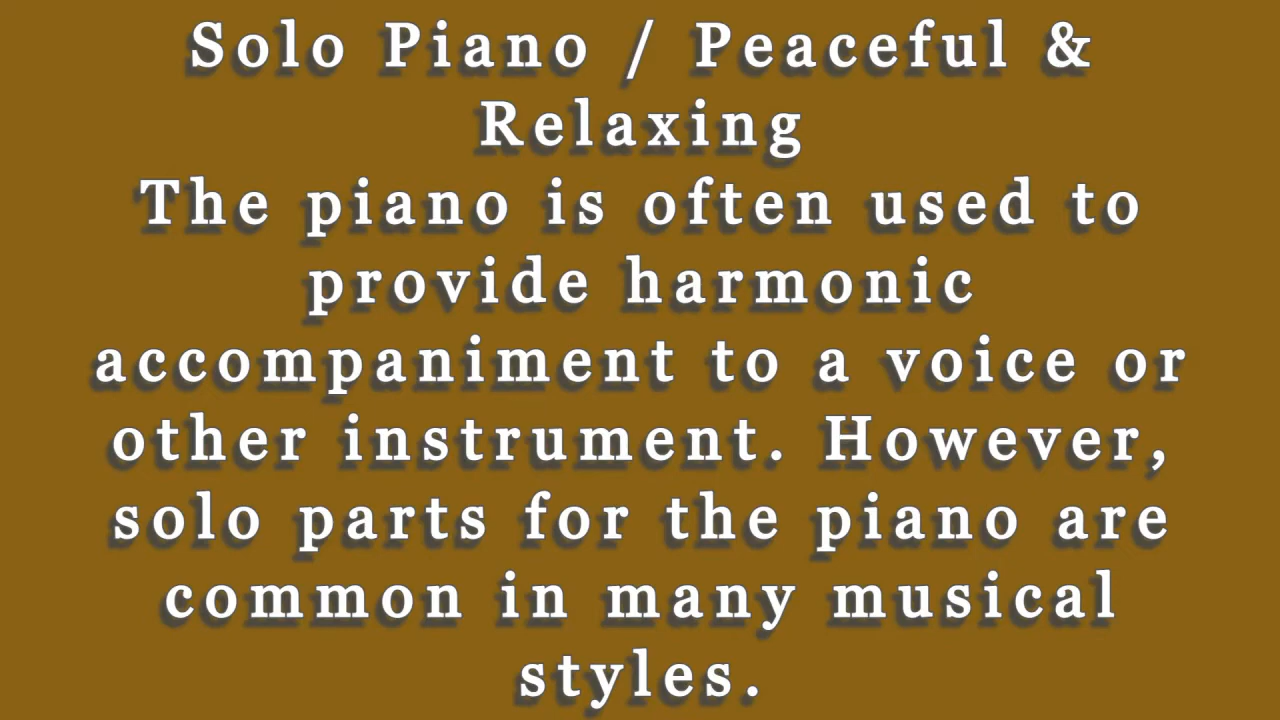 Solo Piano / Peaceful &
Relaxing
The piano is often used to
provide harmonic
accompaniment to a voice or
other instrument. However,
solo parts for the piano are
common in many musical
styles.